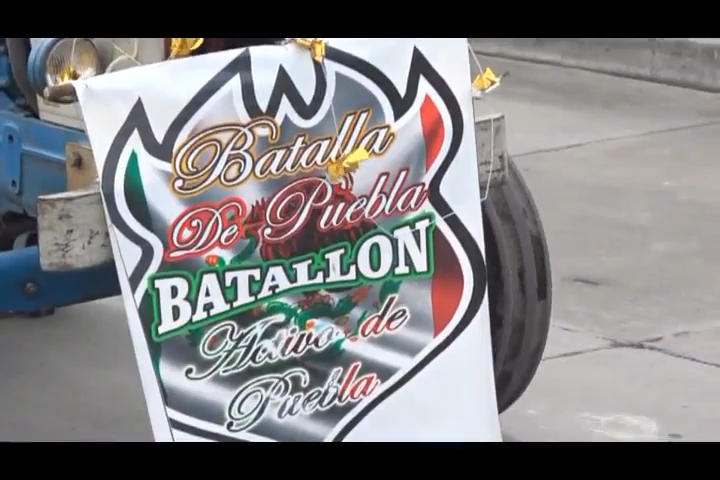 Batalla
De Puebla
BATALLON
Activo de
Puebla